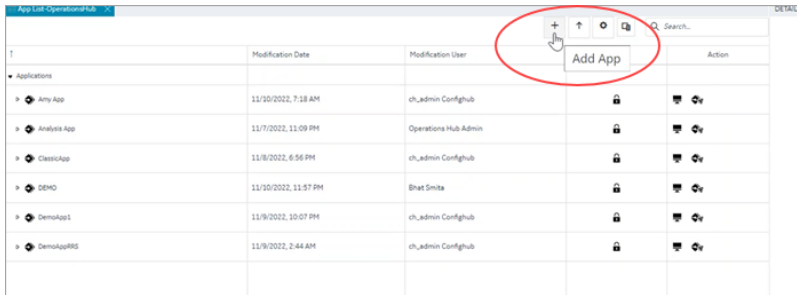 App List-OperationsHub
DETAIL
Search...
Add App
Modification Date Modification User Action
Applications
Amy App 11/10/2022, 7:18 AM ch_admin Confighub
Analysis App 11/7/2022, 11:09 PM Operations Hub Admin
ClassicApp 11/8/2022, 6:56 PM ch_admin Confighub
DEMO 11/10/2022, 11:57 PM Bhat Smita
DemoApp1 11/9/2022, 10:07 PM ch_admin Confighub
DemoAppRRS 11/9/2022, 2:44 AM ch_admin Confighub